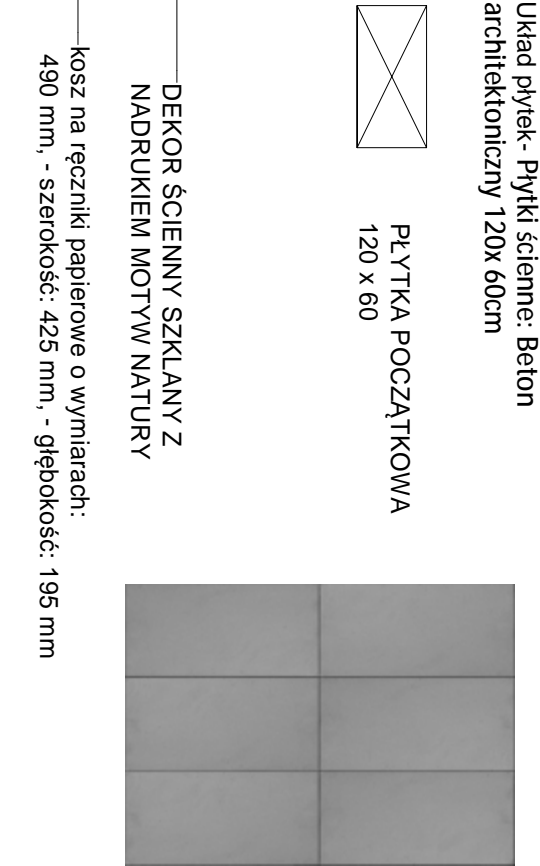 Układ płytek- Płytki ścienne: Beton
architektoniczny 120x 60cm
PŁYTKA POCZĄTKOWA
120 x 60
DEKOR ŚCIENNY SZKLANY Z
NADRUKIEM MOTYW NATURY
kosz na ręczniki papierowe o wymiarach:
490 mm, - szerokość: 425 mm, - głębokość: 195 mm